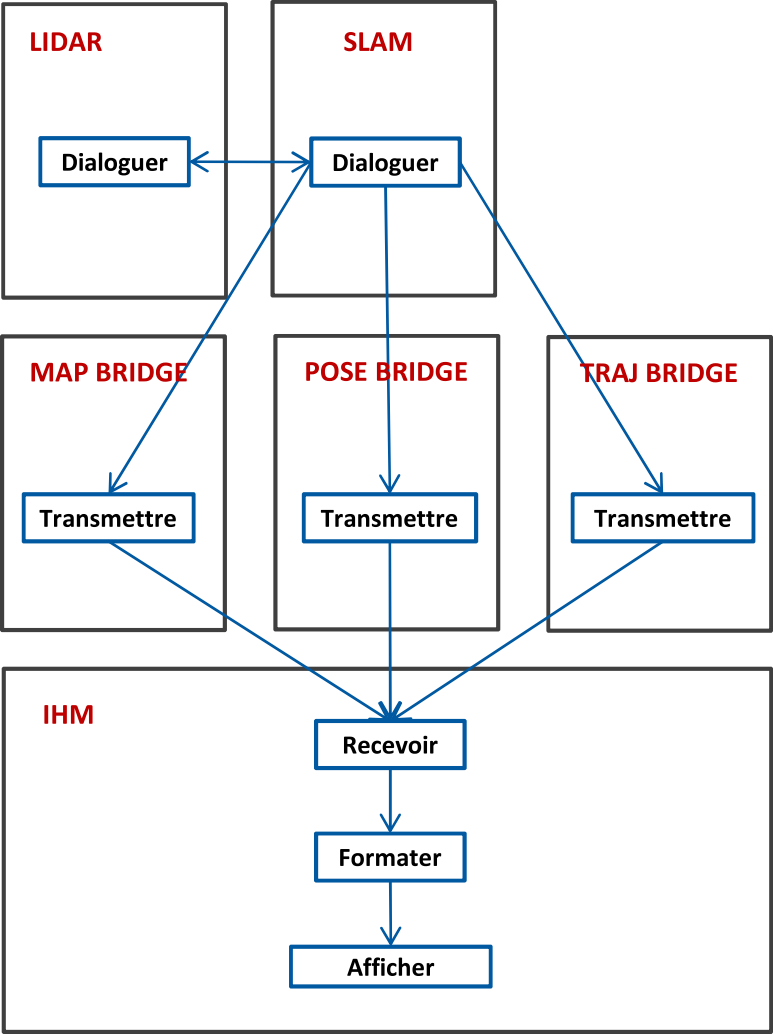 LIDAR
SLAM
Dialoguer
Dialoguer
MAP BRIDGE
POSE BRIDGE
TRAJ BRIDGE
Transmettre
Transmettre
Transmettre
IHM
Recevoir
Formater
Afficher